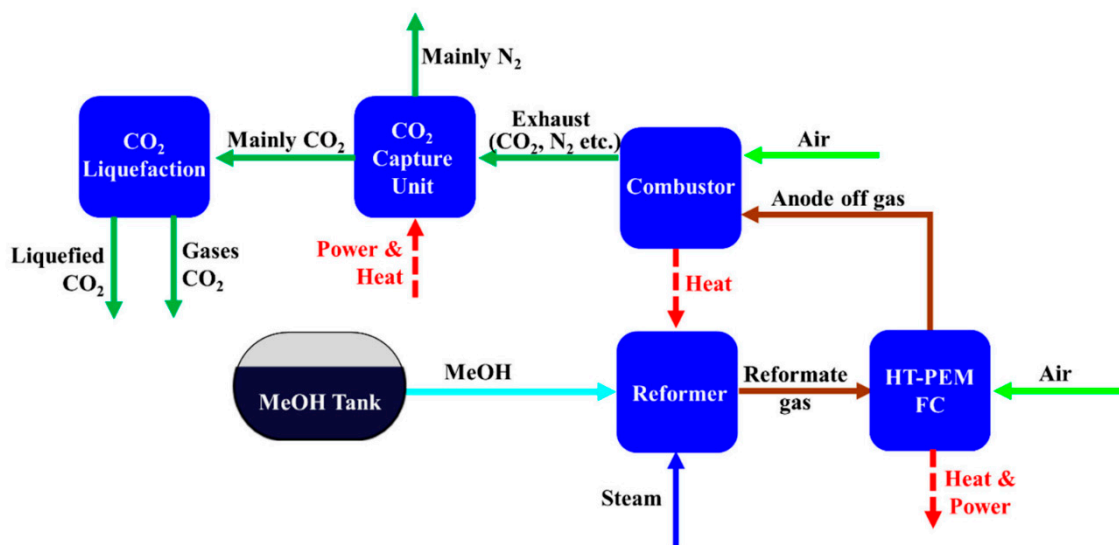 Mainly N₂
CO₂
Liquefaction
Mainly CO₂
CO₂
Capture
Unit
Exhaust
(CO₂, N₂ etc.)
Combustor
Air
Anode off gas
Liquefied
CO₂
Gases
CO₂
Power &
Heat
Heat
MeOH Tank
MeOH
Reformer
Reformate
gas
HT-PEM
FC
Air
Steam
Heat &
Power